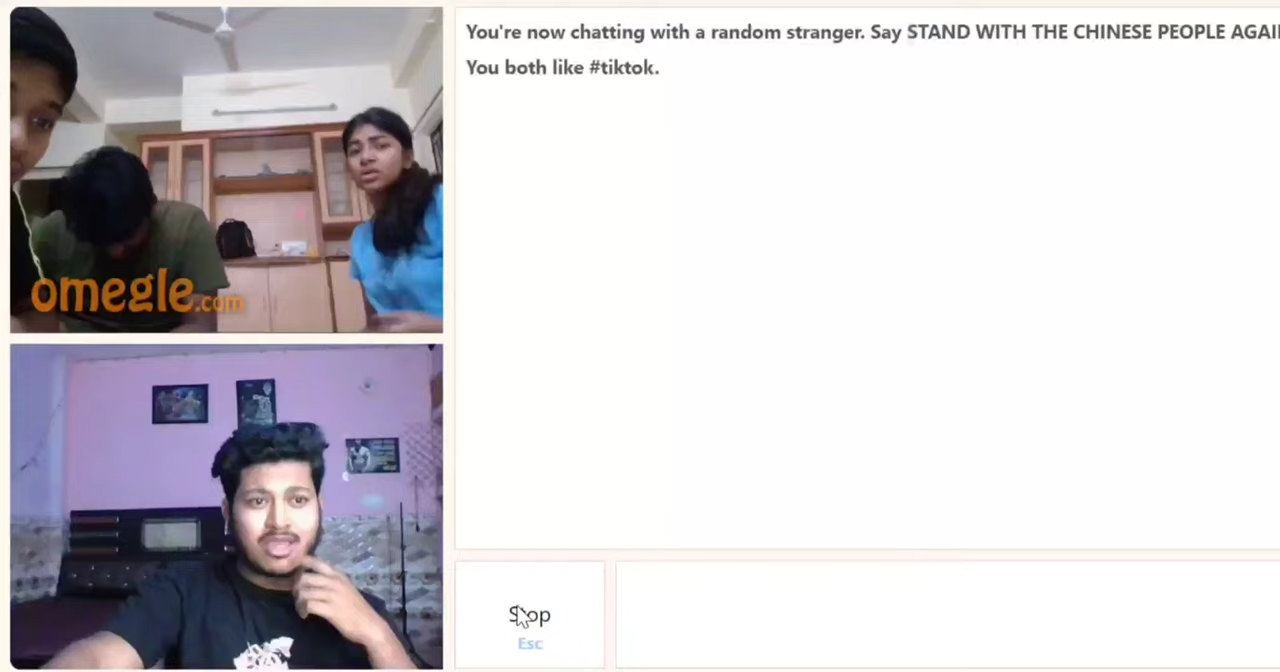 You're now chatting with a random stranger. Say STAND WITH THE CHINESE PEOPLE
You both like #tiktok.
omegle.com
Stop
Esc